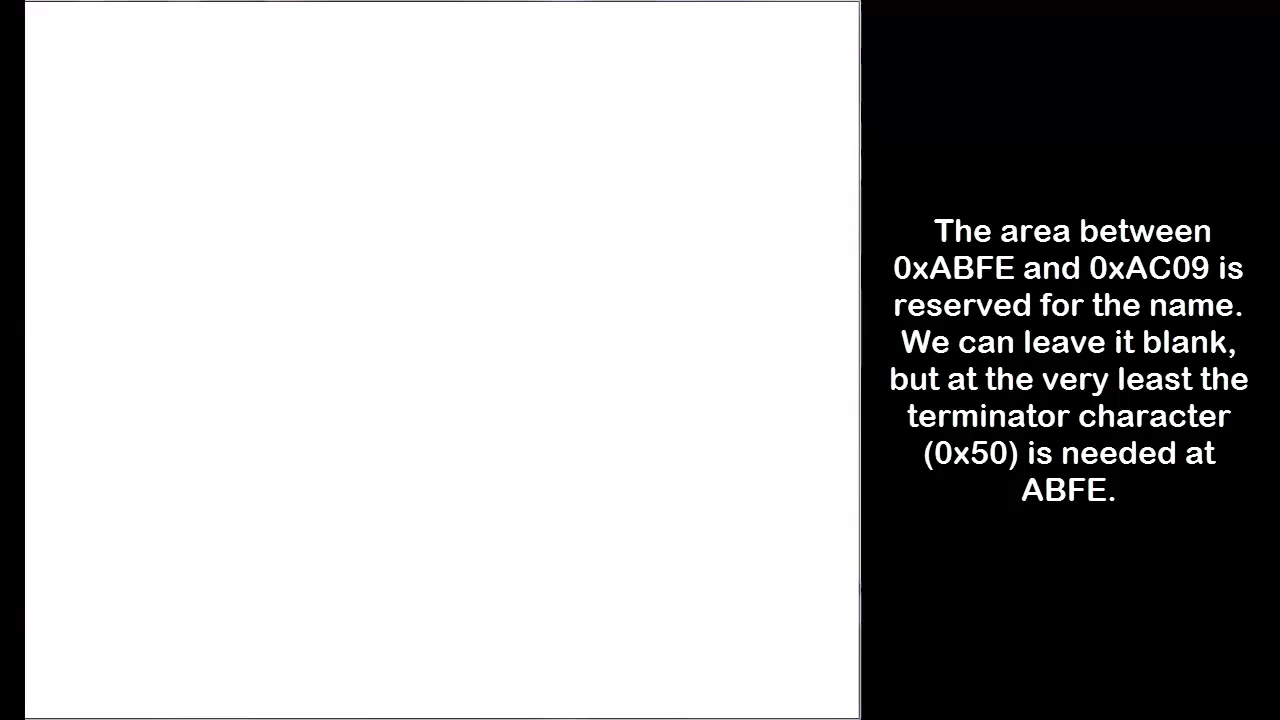 The area between
0xABFE and 0xAC09 is
reserved for the name.
We can leave it blank,
but at the very least the
terminator character
(0x50) is needed at
ABFE.